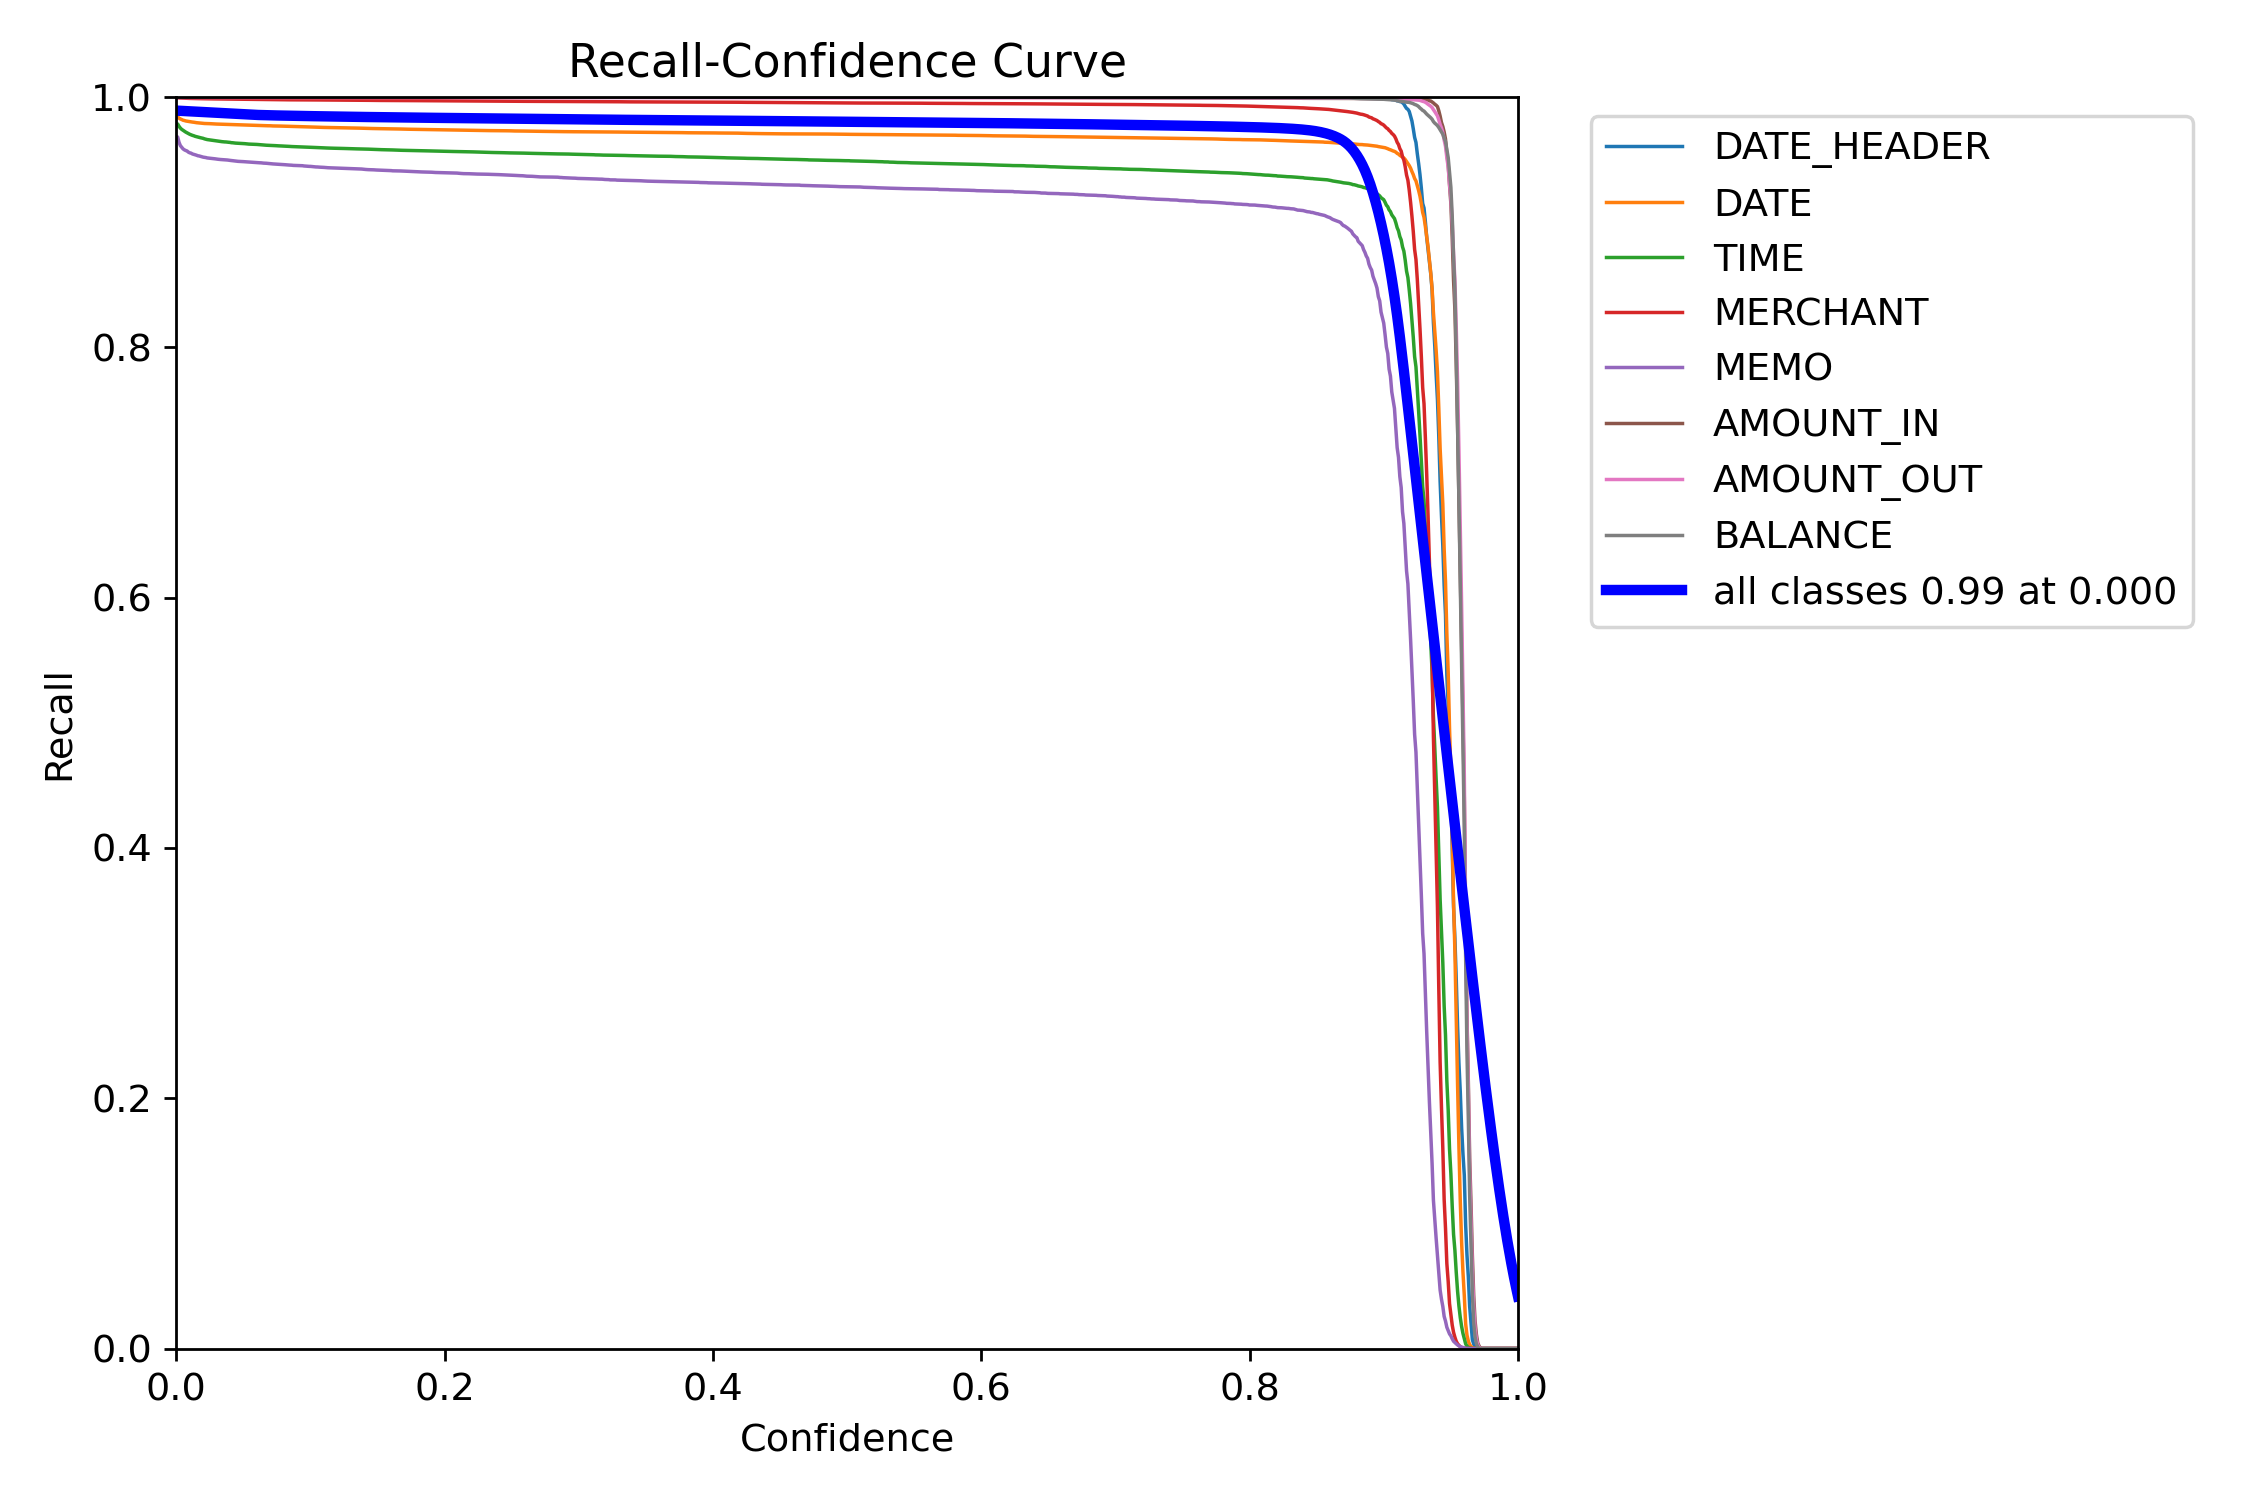 Recall-Confidence Curve
1.0
0.8
0.6
0.4
0.2
0.0
Recall
0.0 0.2 0.4 0.6 0.8 1.0
Confidence
DATE_HEADER
DATE
TIME
MERCHANT
MEMO
AMOUNT_IN
AMOUNT_OUT
BALANCE
all classes 0.99 at 0.000